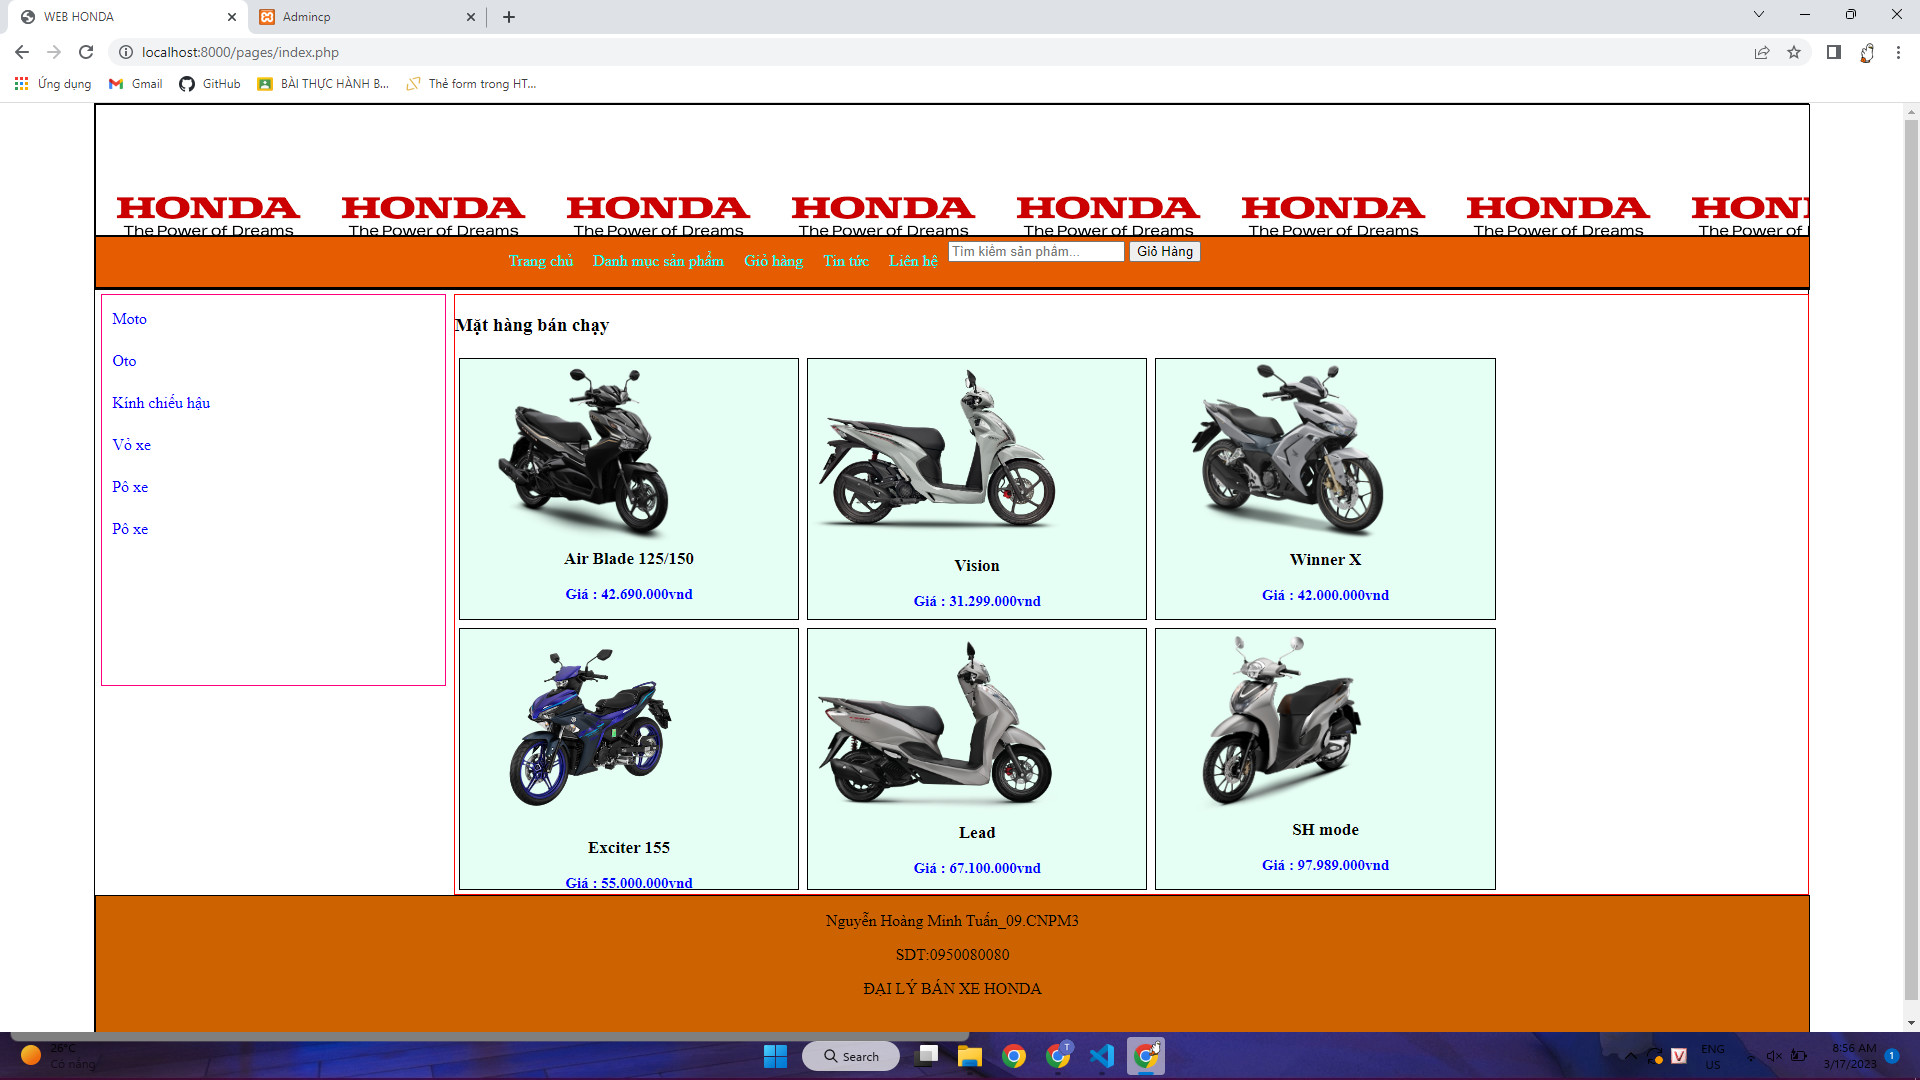 WEB HONDA
Admincp
localhost:8000/pages/index.php
Ứng dụng
Gmail
GitHub
BÀI THỰC HÀNH B...
Thẻ form trong HT...
HONDA HONDA HONDA HONDA HONDA HONDA HONDA HON
The Power of Dreams The Power of Dreams The Power of Dreams The Power of Dreams The Power of Dreams The Power of Dreams The Power of Dreams The Power of
Trang chủ Danh mục sản phẩm Giỏ hàng Tin tức Liên hệ Tìm kiếm sản phẩm... Giỏ Hàng
Moto
Oto
Kính chiếu hậu
Vỏ xe
Pô xe
Pô xe
Mặt hàng bán chạy
Air Blade 125/150
Giá : 42.690.000vnd
Vision
Giá : 31.299.000vnd
Winner X
Giá : 42.000.000vnd
Exciter 155
Giá : 55.000.000vnd
Lead
Giá : 67.100.000vnd
SH mode
Giá : 97.989.000vnd
Nguyễn Hoàng Minh Tuấn_09.CNPM3
SDT:0950080080
ĐẠI LÝ BÁN XE HONDA
26°C
Có nắng
Search
T
V
ENG
US
8:56 AM
3/17/2023
1